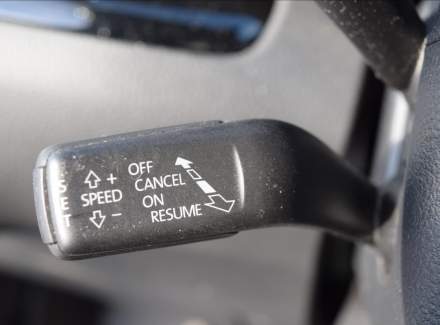 SET
+
SPEED
-
OFF
CANCEL
ON
RESUME